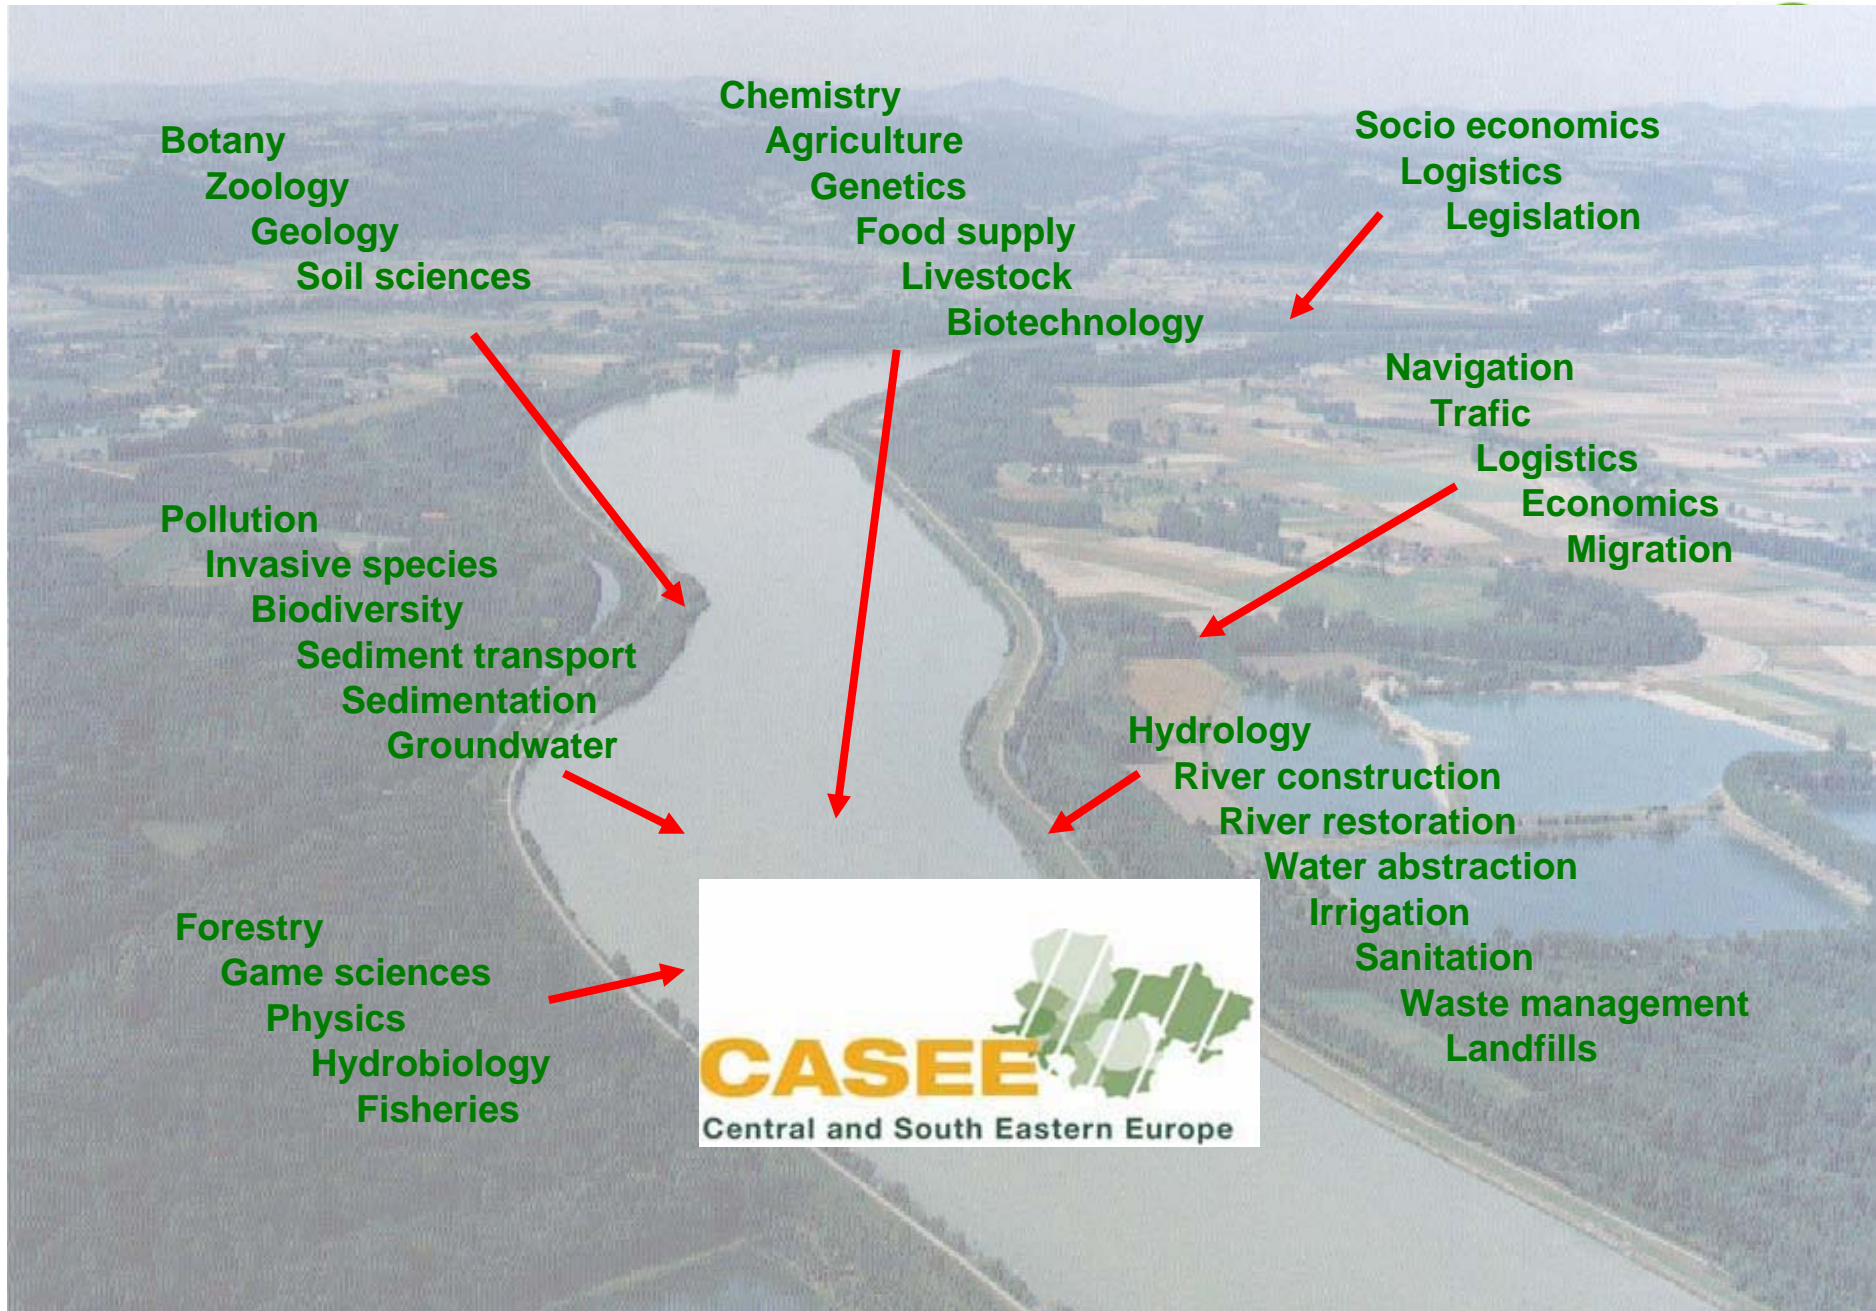 Botany
Zoology
Geology
Soil sciences
Chemistry
Agriculture
Genetics
Food supply
Livestock
Biotechnology
Socio economics
Logistics
Legislation
Navigation
Trafic
Logistics
Economics
Migration
Pollution
Invasive species
Biodiversity
Sediment transport
Sedimentation
Groundwater
Hydrology
River construction
River restoration
Water abstraction
Irrigation
Sanitation
Waste management
Landfills
Forestry
Game sciences
Physics
Hydrobiology
Fisheries
CASEE
Central and South Eastern Europe